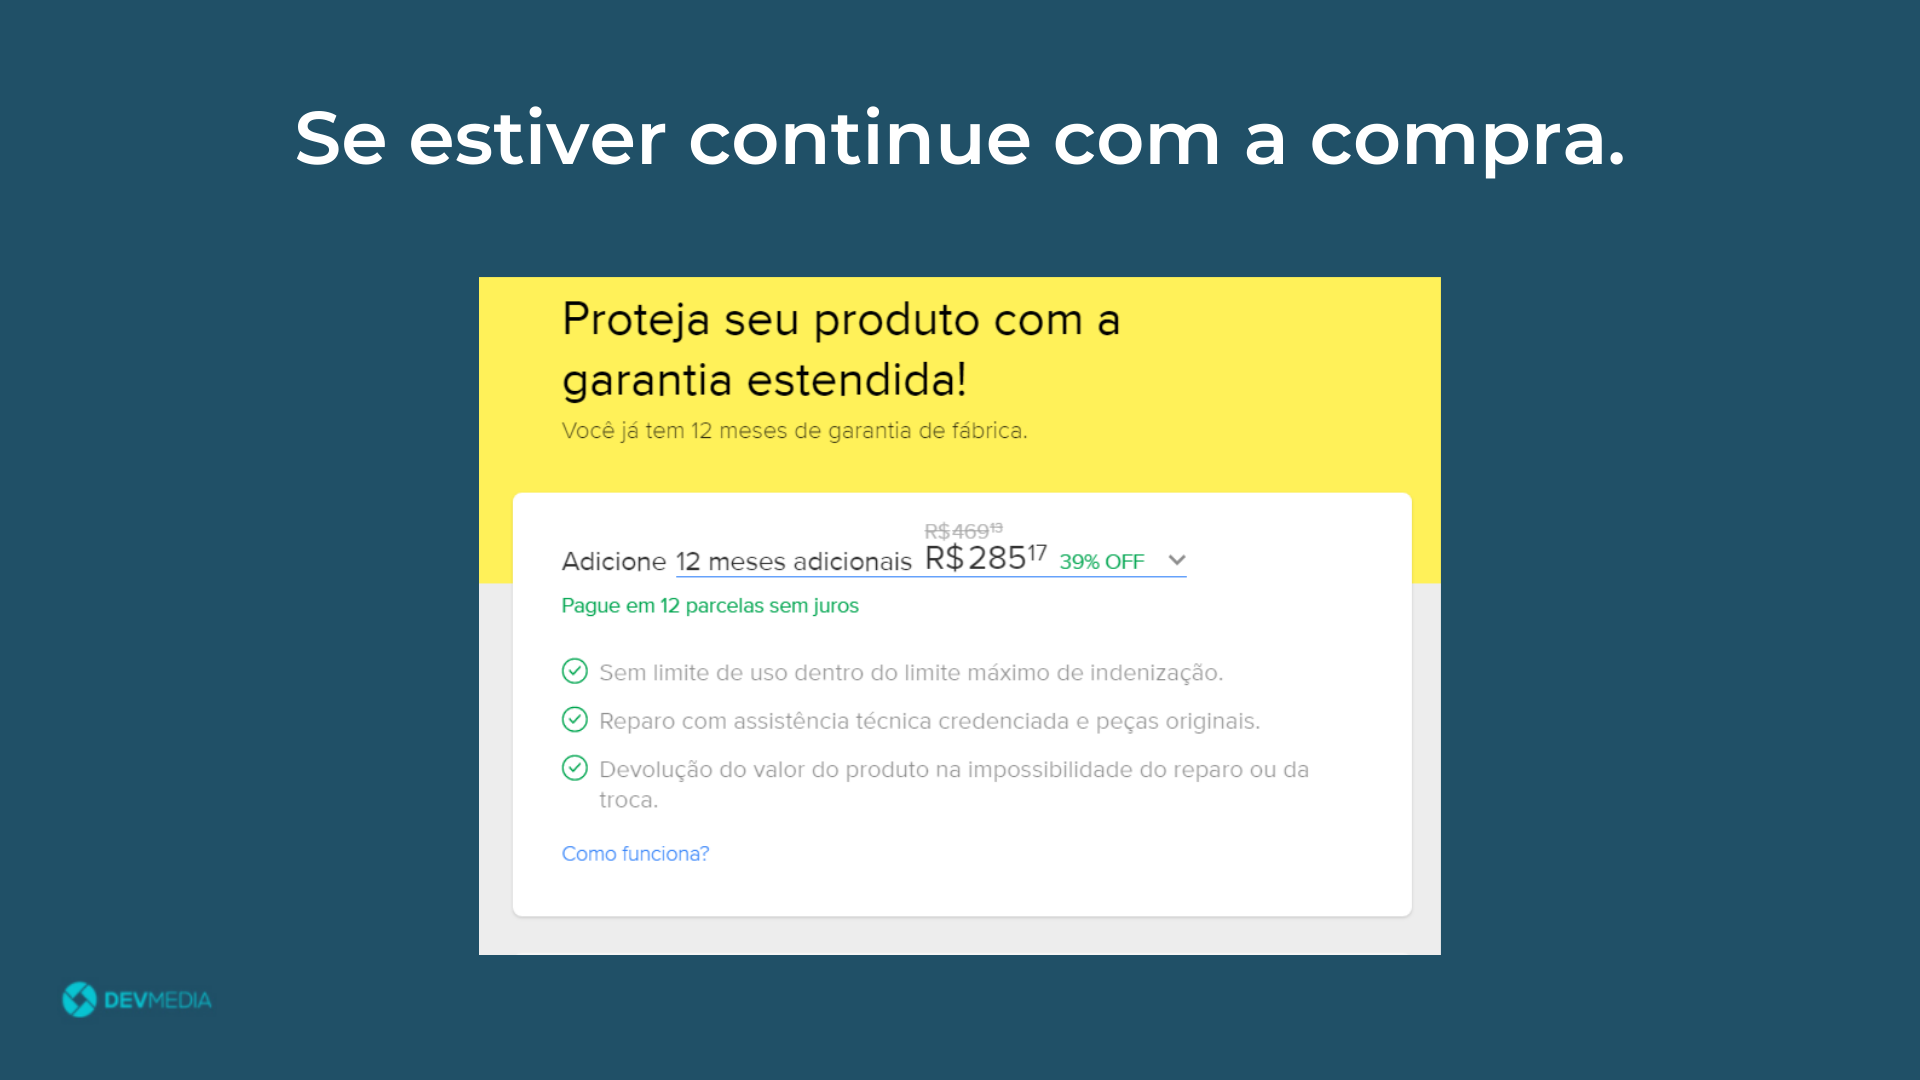 Se estiver continue com a compra.
Proteja seu produto com a
garantia estendida!
Você já tem 12 meses de garantia de fábrica.
R$ 469 13
Adicione 12 meses adicionais R$ 285 17 39% OFF
Pague em 12 parcelas sem juros
Sem limite de uso dentro do limite máximo de indenização.
Reparo com assistência técnica credenciada e peças originais.
Devolução do valor do produto na impossibilidade do reparo ou da
troca.
Como funciona?
DEVMEDIA